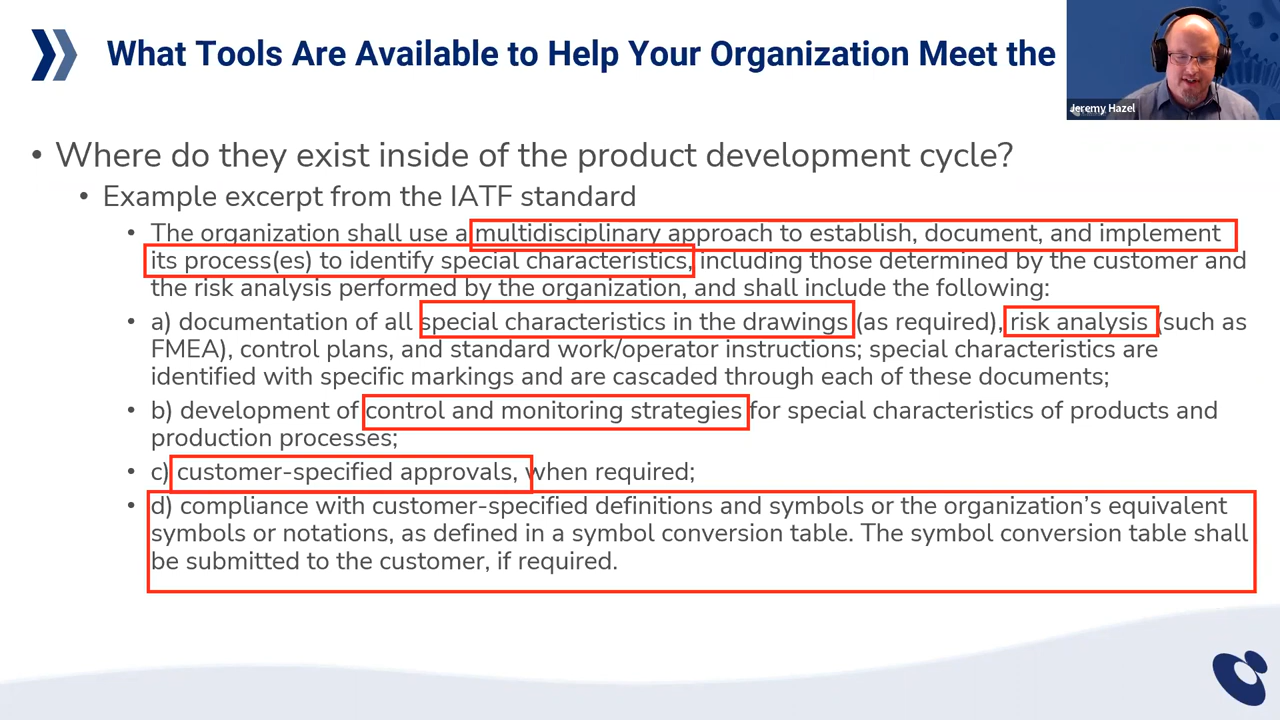 What Tools Are Available to Help Your Organization Meet the
Jeremy Hazel
• Where do they exist inside of the product development cycle?
• Example excerpt from the IATF standard
• The organization shall use a multidisciplinary approach to establish, document, and implement
its process(es) to identify special characteristics, including those determined by the customer and
the risk analysis performed by the organization, and shall include the following:
• a) documentation of all special characteristics in the drawings (as required), risk analysis (such as
FMEA), control plans, and standard work/operator instructions; special characteristics are
identified with specific markings and are cascaded through each of these documents;
• b) development of control and monitoring strategies for special characteristics of products and
production processes;
• c) customer-specified approvals, when required;
• d) compliance with customer-specified definitions and symbols or the organization’s equivalent
symbols or notations, as defined in a symbol conversion table. The symbol conversion table shall
be submitted to the customer, if required.